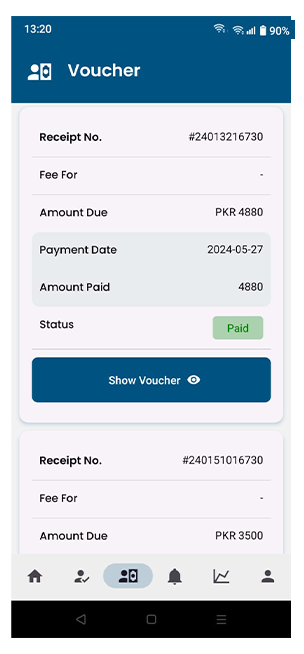 13:20 90%
Voucher
Receipt No. #24013216730
Fee For -
Amount Due PKR 4880
Payment Date 2024-05-27
Amount Paid 4880
Status Paid
Show Voucher
Receipt No. #240151016730
Fee For -
Amount Due PKR 3500